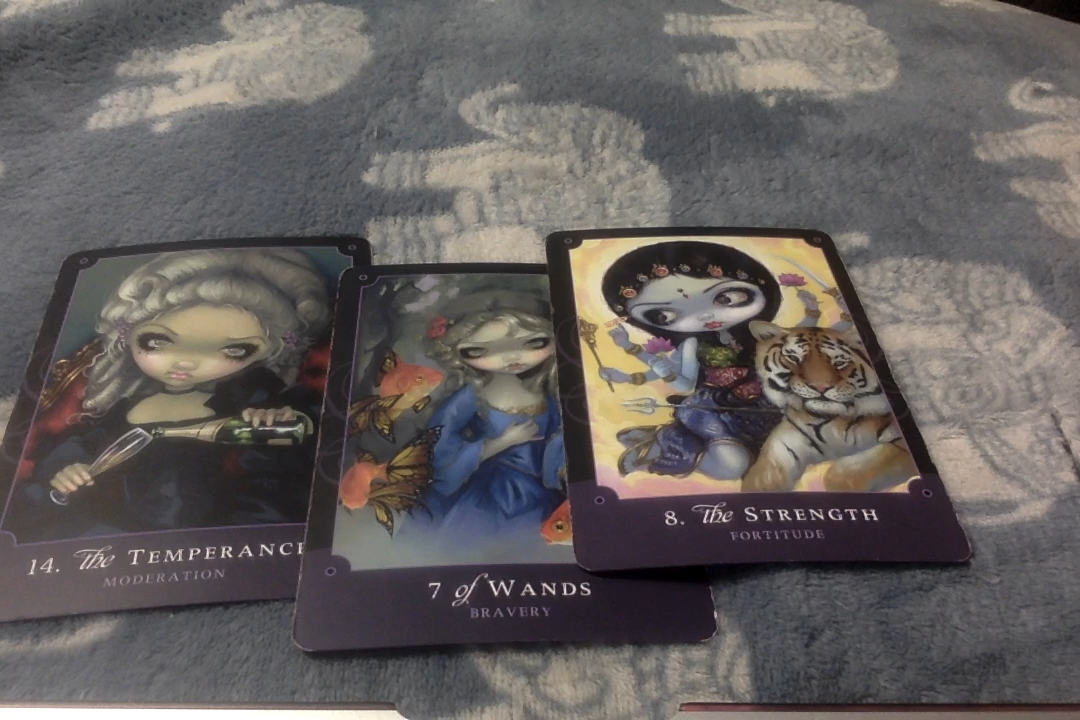 14. the TEMPERANCE
MODERATION
7 of WANDS
BRAVERY
8. the STRENGTH
FORTITUDE